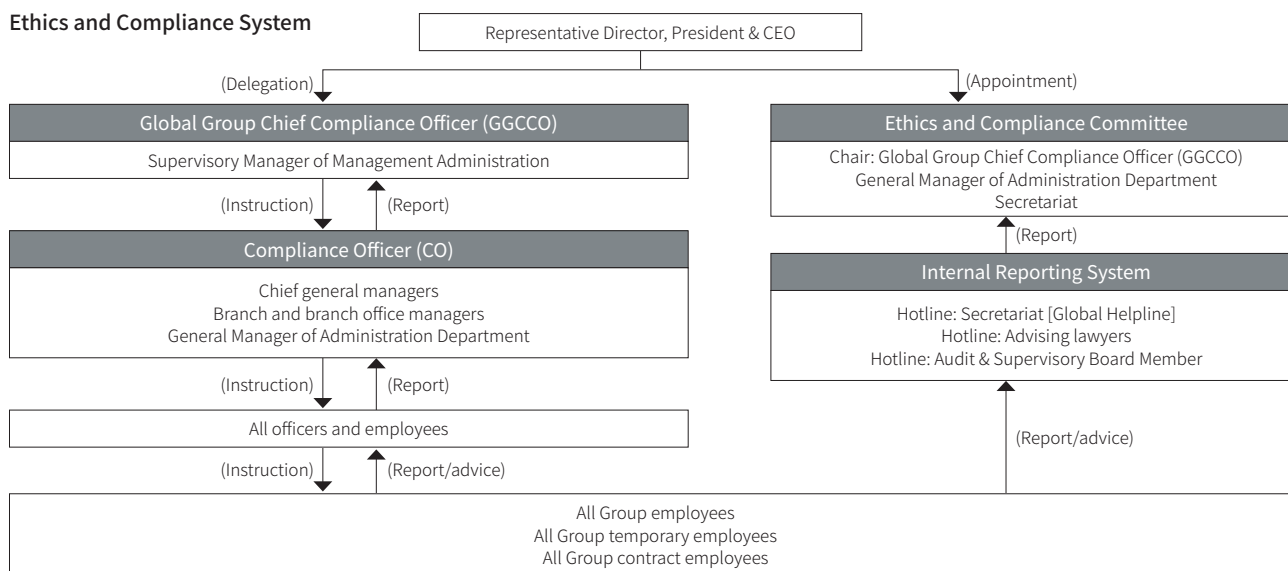 Ethics and Compliance System
Representative Director, President & CEO
(Delegation)
(Appointment)
Global Group Chief Compliance Officer (GGCCO)
Supervisory Manager of Management Administration
(Instruction)
(Report)
Compliance Officer (CO)
Chief general managers
Branch and branch office managers
General Manager of Administration Department
(Instruction)
(Report)
All officers and employees
(Instruction)
(Report/advice)
Ethics and Compliance Committee
Chair: Global Group Chief Compliance Officer (GGCCO)
General Manager of Administration Department
Secretariat
(Report)
Internal Reporting System
Hotline: Secretariat [Global Helpline]
Hotline: Advising lawyers
Hotline: Audit & Supervisory Board Member
(Report/advice)
All Group employees
All Group temporary employees
All Group contract employees